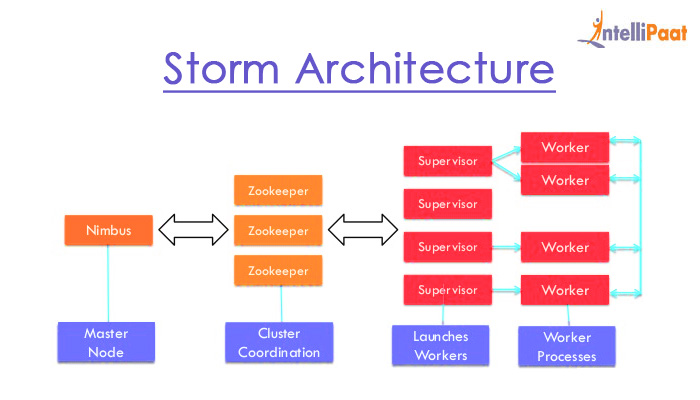 IntelliPaat
Storm Architecture
Nimbus
Zookeeper
Zookeeper
Zookeeper
Supervisor
Supervisor
Supervisor
Supervisor
Worker
Worker
Worker
Worker
Master
Node
Cluster
Coordination
Launches
Workers
Worker
Processes